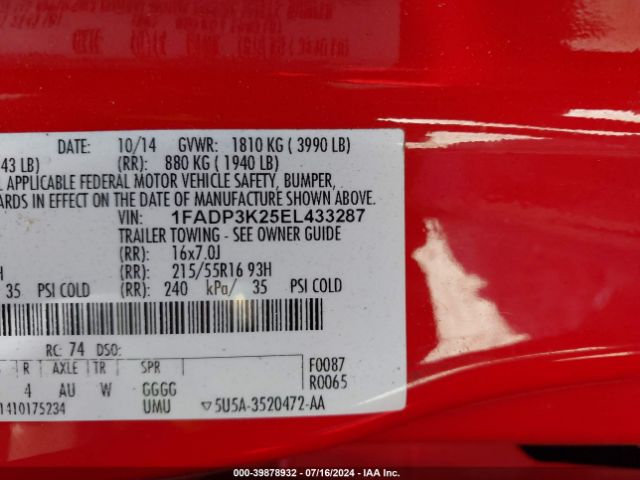 DATE: 10/14 GVWR: 1810 KG ( 3990 LB)
43 LB) (RR): 880 KG ( 1940 LB)
APPLICABLE FEDERAL MOTOR VEHICLE SAFETY, BUMPER,
ARDS IN EFFECT ON THE DATE OF MANUFACTURE SHOWN ABOVE.
VIN: 1FADP3K25EL433287
TRAILER TOWING - SEE OWNER GUIDE
(RR): 16x7.0J
H (RR): 215/55R16 93H
35 PSI COLD (RR): 240 kPa/ 35 PSI COLD
RC: 74 DSO:
R AXLE TR SPR F0087
4 AU W GGGG R0065
1410175234 UMU 5U5A-3520472-AA
000-39878932 - 07/16/2024 - IAA Inc.